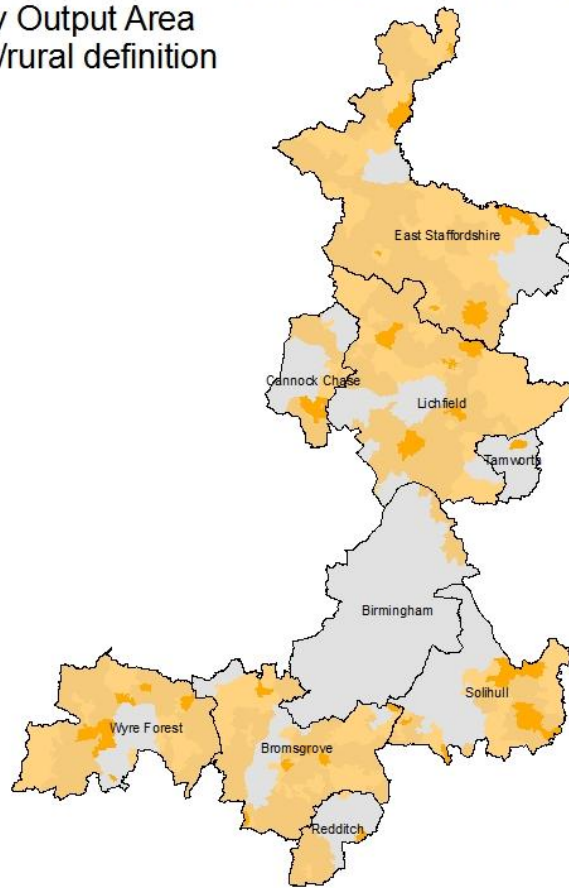 Output Area
/rural definition
East Staffordshire
Cannock Chase
Lichfield
Tamworth
Birmingham
Solihull
Wyre Forest
Bromsgrove
Redditch